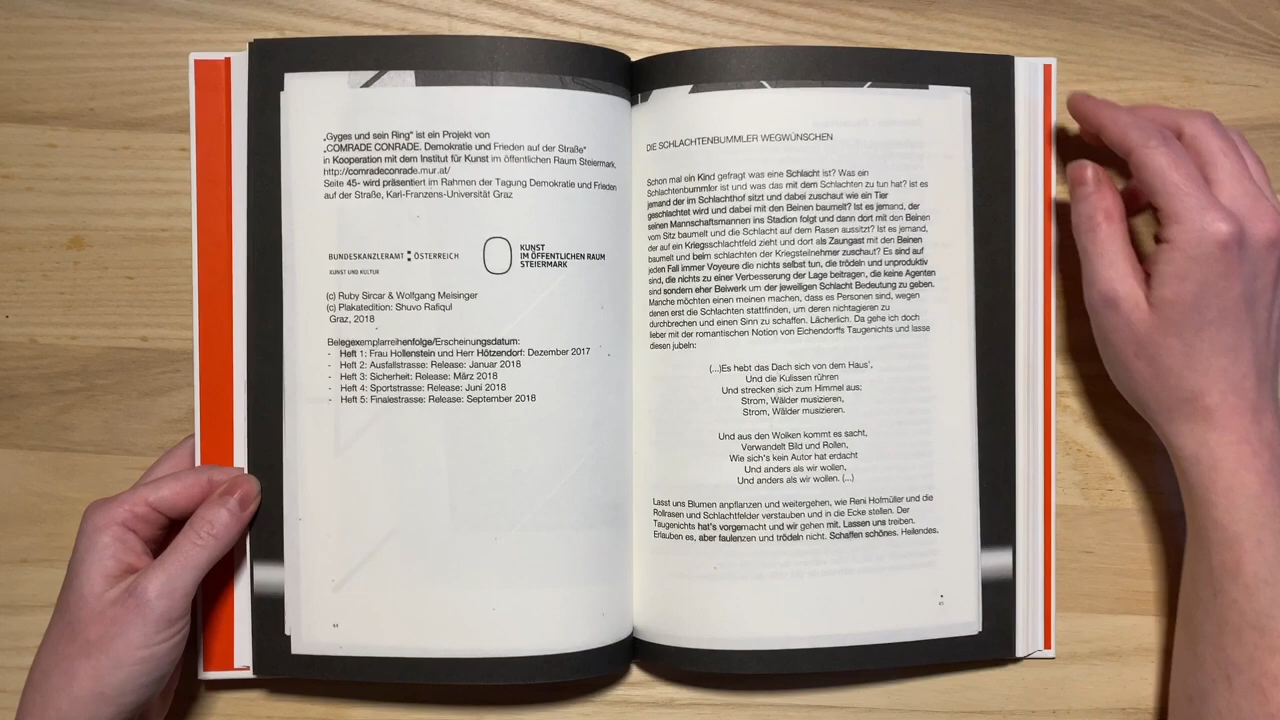 „Gyges und sein Ring" ist ein Projekt von
„COMRADE CONRADE. Demokratie und Frieden auf der Straße"
in Kooperation mit dem Institut für Kunst im öffentlichen Raum Steiermark,
http://comradeconrade.mur.at/
Seite 45- wird präsentiert im Rahmen der Tagung Demokratie und Frieden
auf der Straße, Karl-Franzens-Universität Graz
BUNDESKANZLERAMT ÖSTERREICH
KUNST UND KULTUR
KUNST
IM ÖFFENTLICHEN RAUM
STEIERMARK
(c) Ruby Sircar & Wolfgang Meisinger
(c) Plakatedition: Shuvo Rafiqul
Graz, 2018
Belegexemplarreihenfolge/Erscheinungsdatum:
- Heft 1: Frau Hollenstein und Herr Hötzendorf: Dezember 2017
- Heft 2: Ausfallstrasse: Release: Januar 2018
- Heft 3: Sicherheit: Release: März 2018
- Heft 4: Sportstrasse: Release: Juni 2018
- Heft 5: Finalestrasse: Release: September 2018
44
DIE SCHLACHTENBUMMLER WEGWÜNSCHEN
Schon mal ein Kind gefragt was eine Schlacht ist? Was ein
Schlachtenbummler ist und was das mit dem Schlachten zu tun hat? Ist es
jemand der im Schlachthof sitzt und dabei zuschaut wie ein Tier
geschlachtet wird und dabei mit den Beinen baumelt? Ist es jemand, der
seinen Mannschaftsmannen ins Stadion folgt und dann dort mit den Beinen
vom Sitz baumelt und die Schlacht auf dem Rasen aussitzt? Ist es jemand,
der auf ein Kriegsschlachtfeld zieht und dort als Zaungast mit den Beinen
baumelt und beim schlachten der Kriegsteilnehmer zuschaut? Es sind auf
jeden Fall immer Voyeure die nichts selbst tun, die trödeln und unproduktiv
sind, die nichts zu einer Verbesserung der Lage beitragen, die keine Agenten
sind sondern eher Beiwerk um der jeweiligen Schlacht Bedeutung zu geben.
Manche möchten einen meinen machen, dass es Personen sind, wegen
denen erst die Schlachten stattfinden, um deren nichtagieren zu
durchbrechen und einen Sinn zu schaffen. Lächerlich. Da gehe ich doch
lieber mit der romantischen Notion von Eichendorffs Taugenichts und lasse
diesen jubeln:
(...)Es hebt das Dach sich von dem Haus',
Und die Kulissen rühren
Und strecken sich zum Himmel aus;
Strom, Wälder musizieren,
Strom, Wälder musizieren.
Und aus den Wolken kommt es sacht,
Verwandelt Bild und Rollen,
Wie sich's kein Autor hat erdacht
Und anders als wir wollen,
Und anders als wir wollen. (...)
Lasst uns Blumen anpflanzen und weitergehen, wie Reni Hofmüller und die
Rollrasen und Schlachtfelder verstauben und in die Ecke stellen. Der
Taugenichts hat's vorgemacht und wir gehen mit. Lassen uns treiben.
Erlauben es, aber faulenzen und trödeln nicht. Schaffen schönes. Heilendes.
45